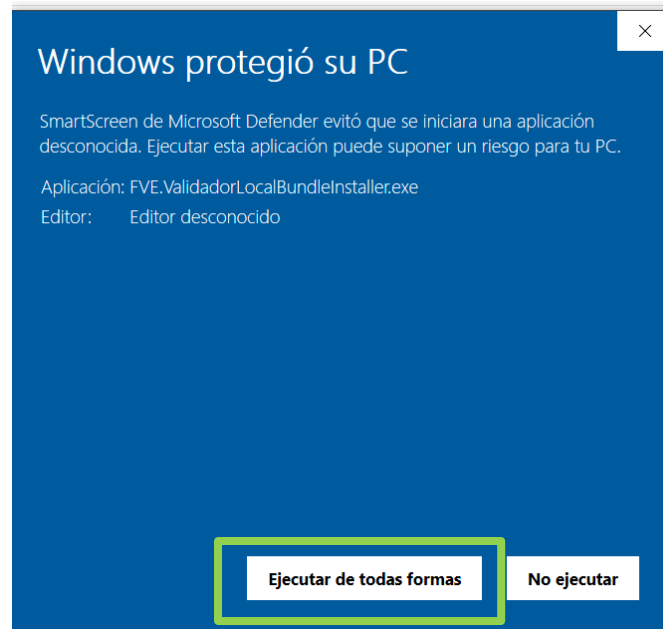 Windows protegió su PC
SmartScreen de Microsoft Defender evitó que se iniciara una aplicación
desconocida. Ejecutar esta aplicación puede suponer un riesgo para tu PC.
Aplicación: FVE.ValidadorLocalBundleInstaller.exe
Editor: Editor desconocido
Ejecutar de todas formas
No ejecutar